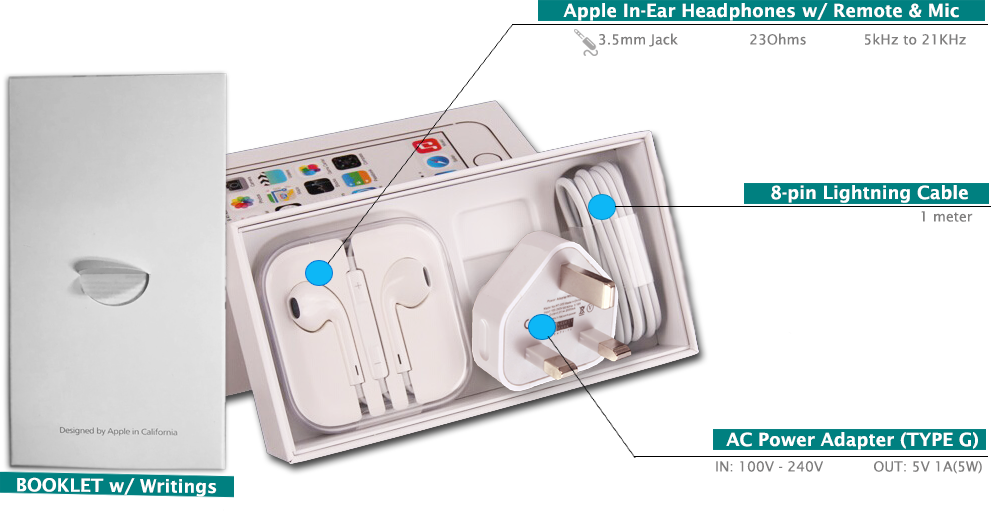 Apple In-Ear Headphones w/ Remote & Mic
3.5mm Jack 23Ohms 5kHz to 21KHz
8-pin Lightning Cable
1 meter
Designed by Apple in California
AC Power Adapter (TYPE G)
IN: 100V - 240V OUT: 5V 1A(5W)
BOOKLET w/ Writings